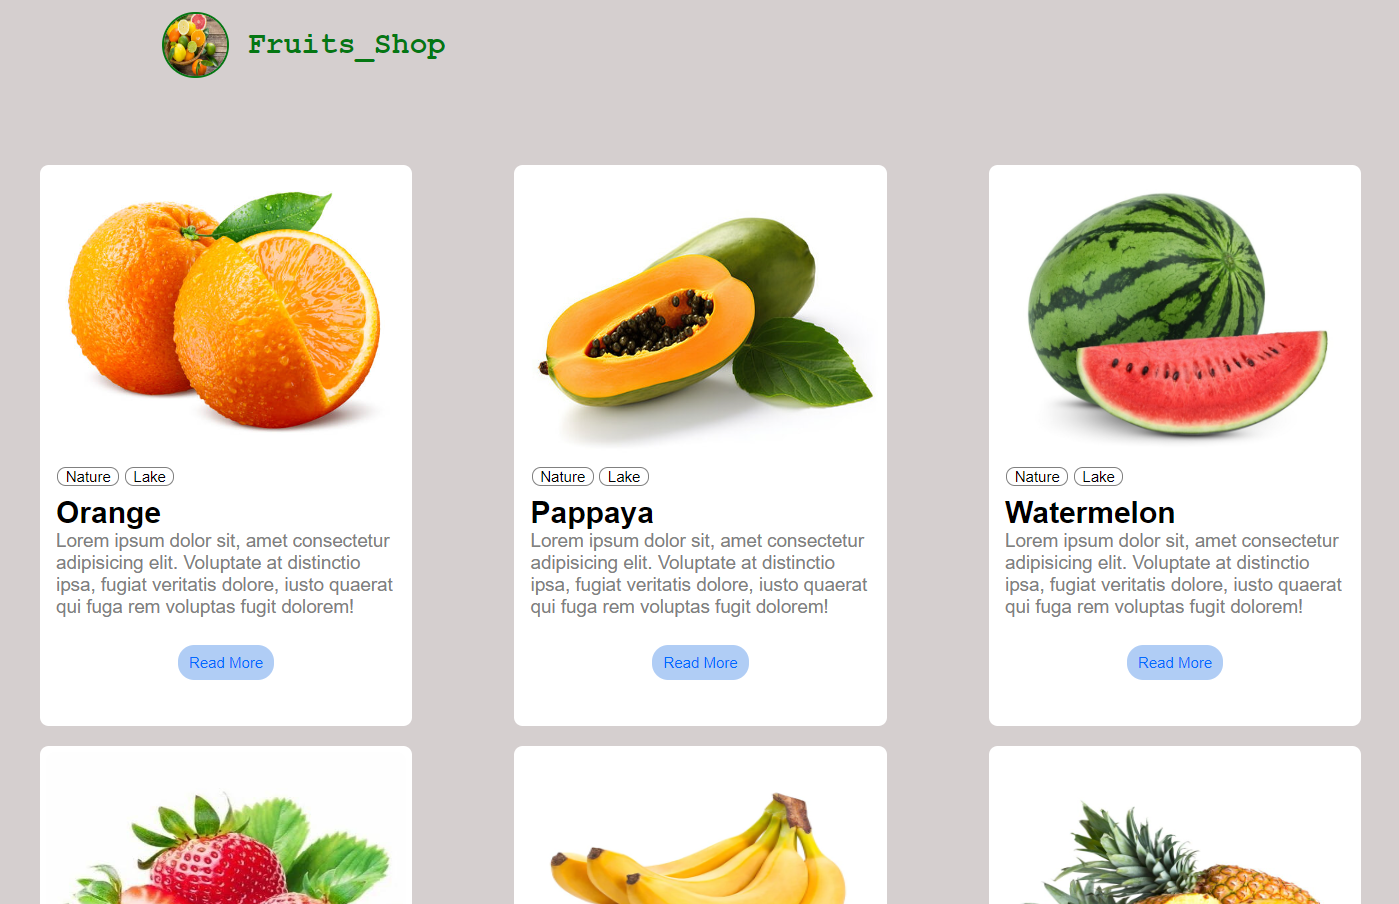 Fruits_Shop
Nature Lake
Orange
Lorem ipsum dolor sit, amet consectetur
adipisicing elit. Voluptate at distinctio
ipsa, fugiat veritatis dolore, iusto quaerat
qui fuga rem voluptas fugit dolorem!
Read More
Nature Lake
Pappaya
Lorem ipsum dolor sit, amet consectetur
adipisicing elit. Voluptate at distinctio
ipsa, fugiat veritatis dolore, iusto quaerat
qui fuga rem voluptas fugit dolorem!
Read More
Nature Lake
Watermelon
Lorem ipsum dolor sit, amet consectetur
adipisicing elit. Voluptate at distinctio
ipsa, fugiat veritatis dolore, iusto quaerat
qui fuga rem voluptas fugit dolorem!
Read More